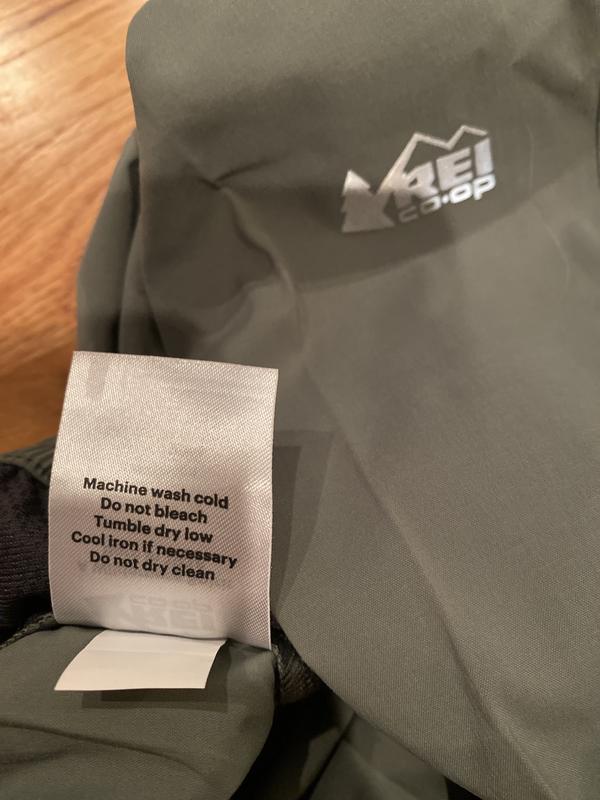 REI
co·op
Machine wash cold
Do not bleach
Tumble dry low
Cool iron if necessary
Do not dry clean